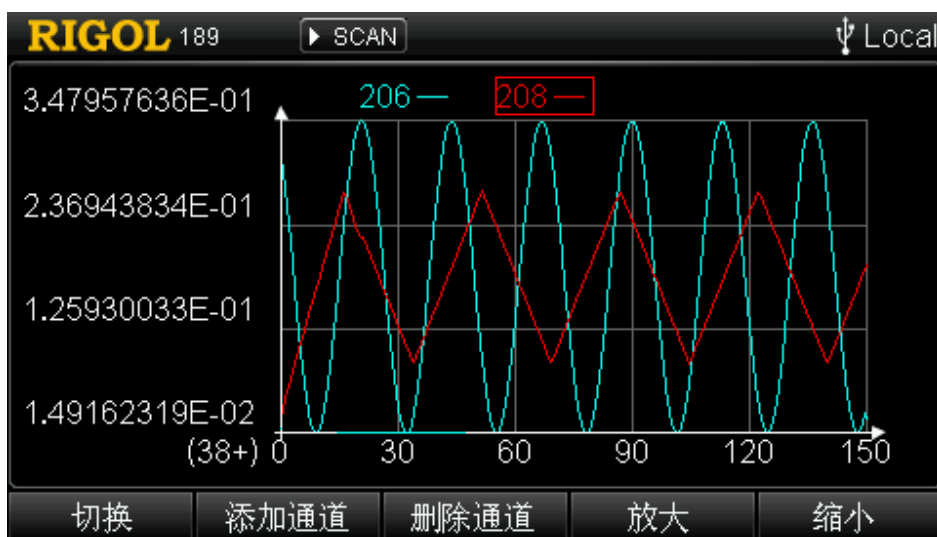 RIGOL 189 SCAN Local
3.47957636E-01 206 208
2.36943834E-01
1.25930033E-01
1.49162319E-02
(38+) 0 30 60 90 120 150
切换 添加通道 删除通道 放大 缩小